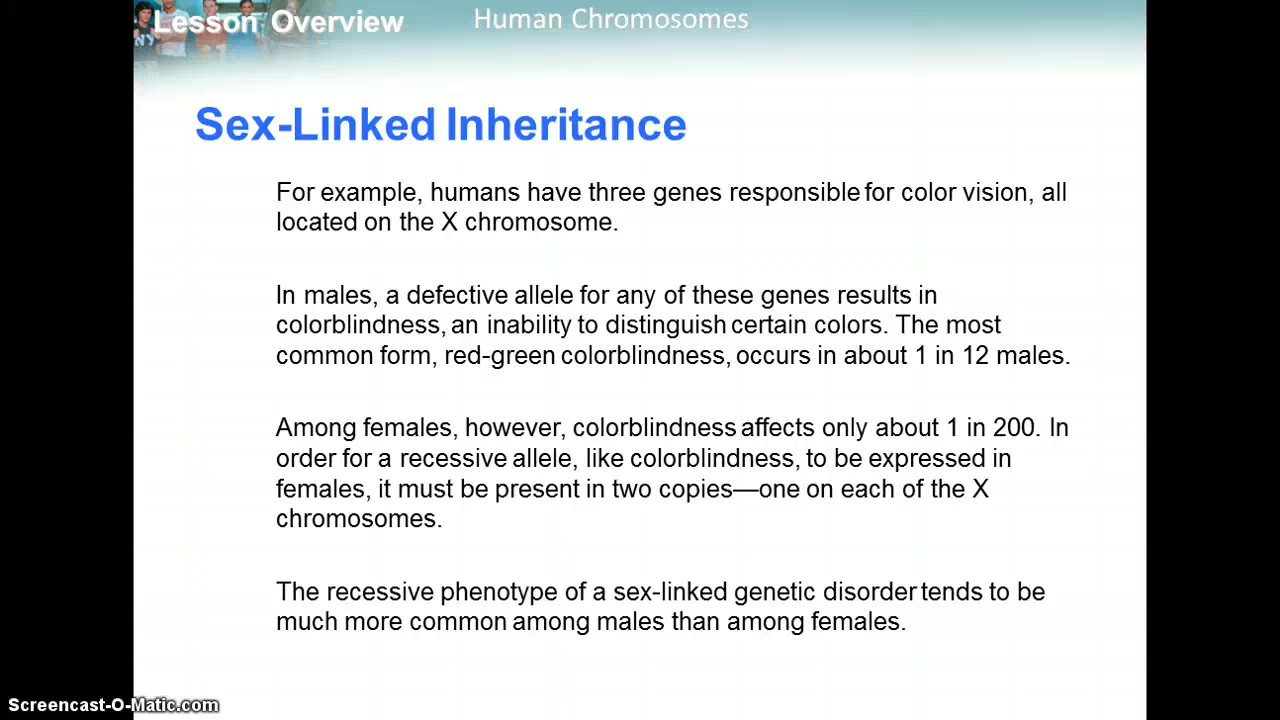 Lesson Overview
Human Chromosomes
Sex-Linked Inheritance
For example, humans have three genes responsible for color vision, all
located on the X chromosome.
In males, a defective allele for any of these genes results in
colorblindness, an inability to distinguish certain colors. The most
common form, red-green colorblindness, occurs in about 1 in 12 males.
Among females, however, colorblindness affects only about 1 in 200. In
order for a recessive allele, like colorblindness, to be expressed in
females, it must be present in two copies—one on each of the X
chromosomes.
The recessive phenotype of a sex-linked genetic disorder tends to be
much more common among males than among females.
Screencast-O-Matic.com